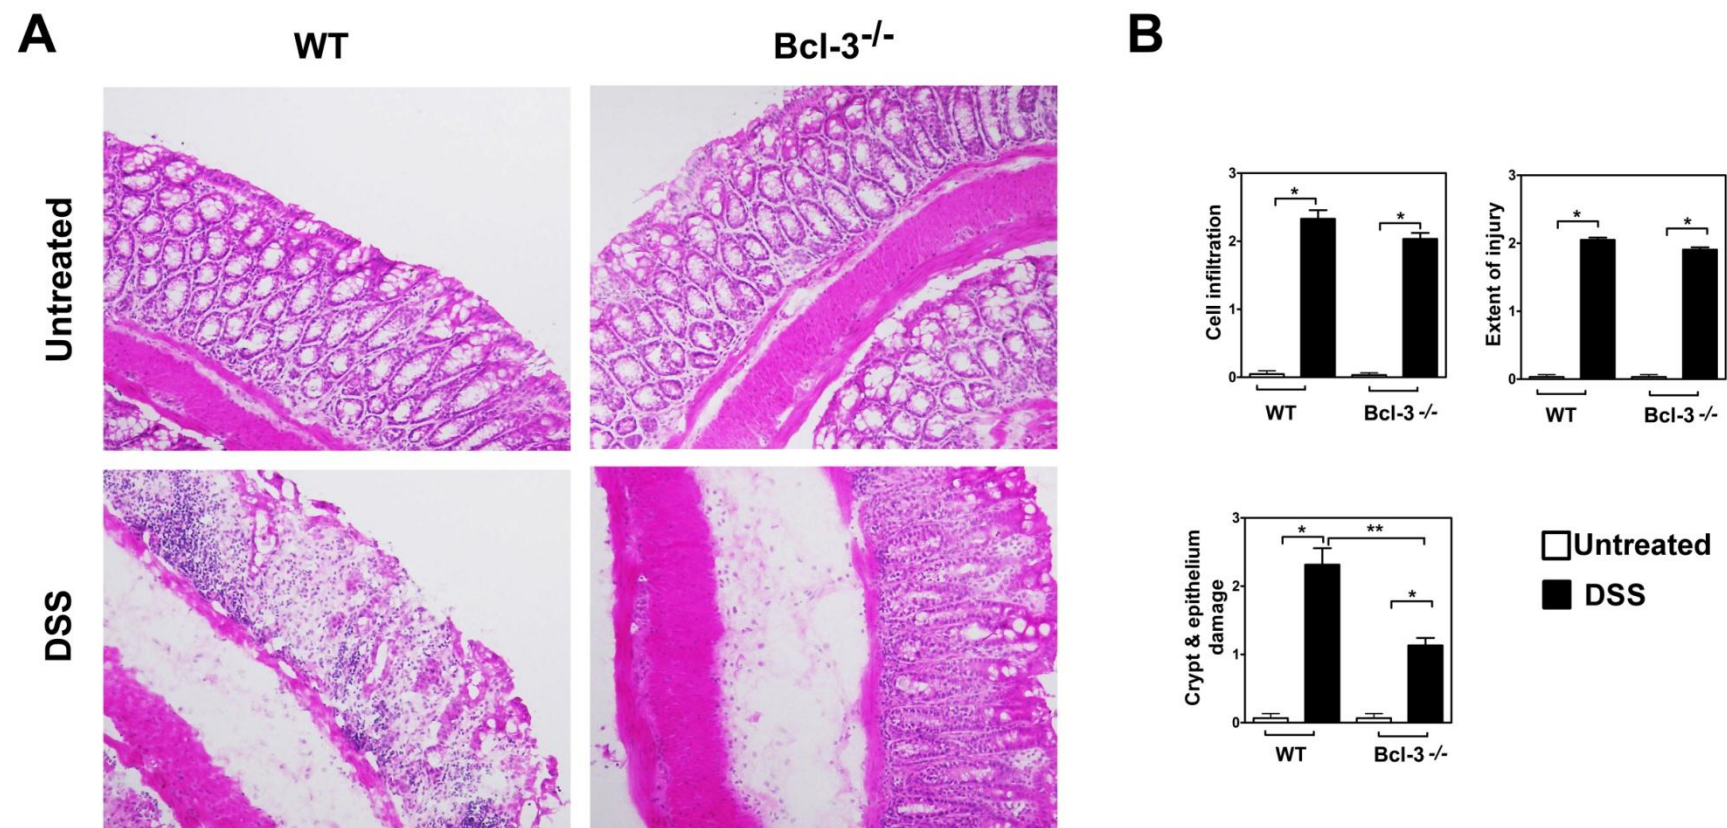 A
B
WT
Bcl-3-/-
Untreated
DSS
Cell infiltration
3
2
1
0
*
*
WT
Bcl-3 -/-
Extent of injury
3
2
1
0
*
*
WT
Bcl-3 -/-
Crypt & epithelium
damage
3
2
1
0
*
**
*
WT
Bcl-3 -/-
Untreated
DSS